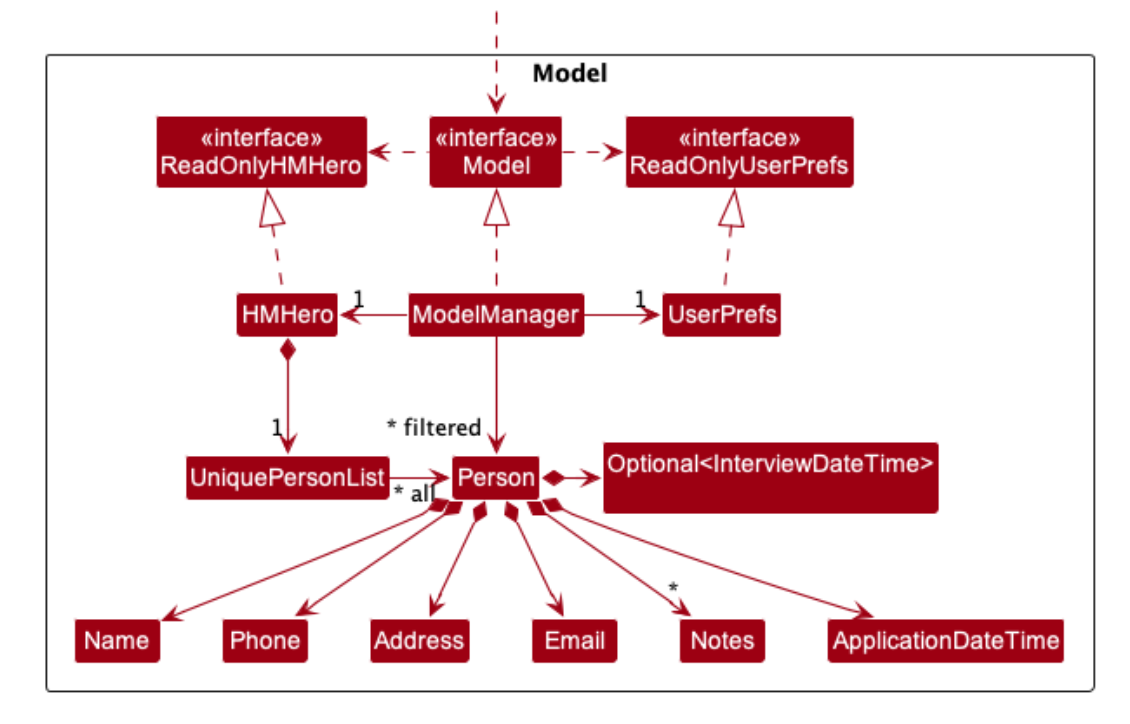 Model
«interface»
ReadOnlyHMHero
«interface»
Model
«interface»
ReadOnlyUserPrefs
HMHero
1
ModelManager
1
UserPrefs
1
* filtered
UniquePersonList
* all
Person
Optional<InterviewDateTime>
*
Name
Phone
Address
Email
Notes
ApplicationDateTime